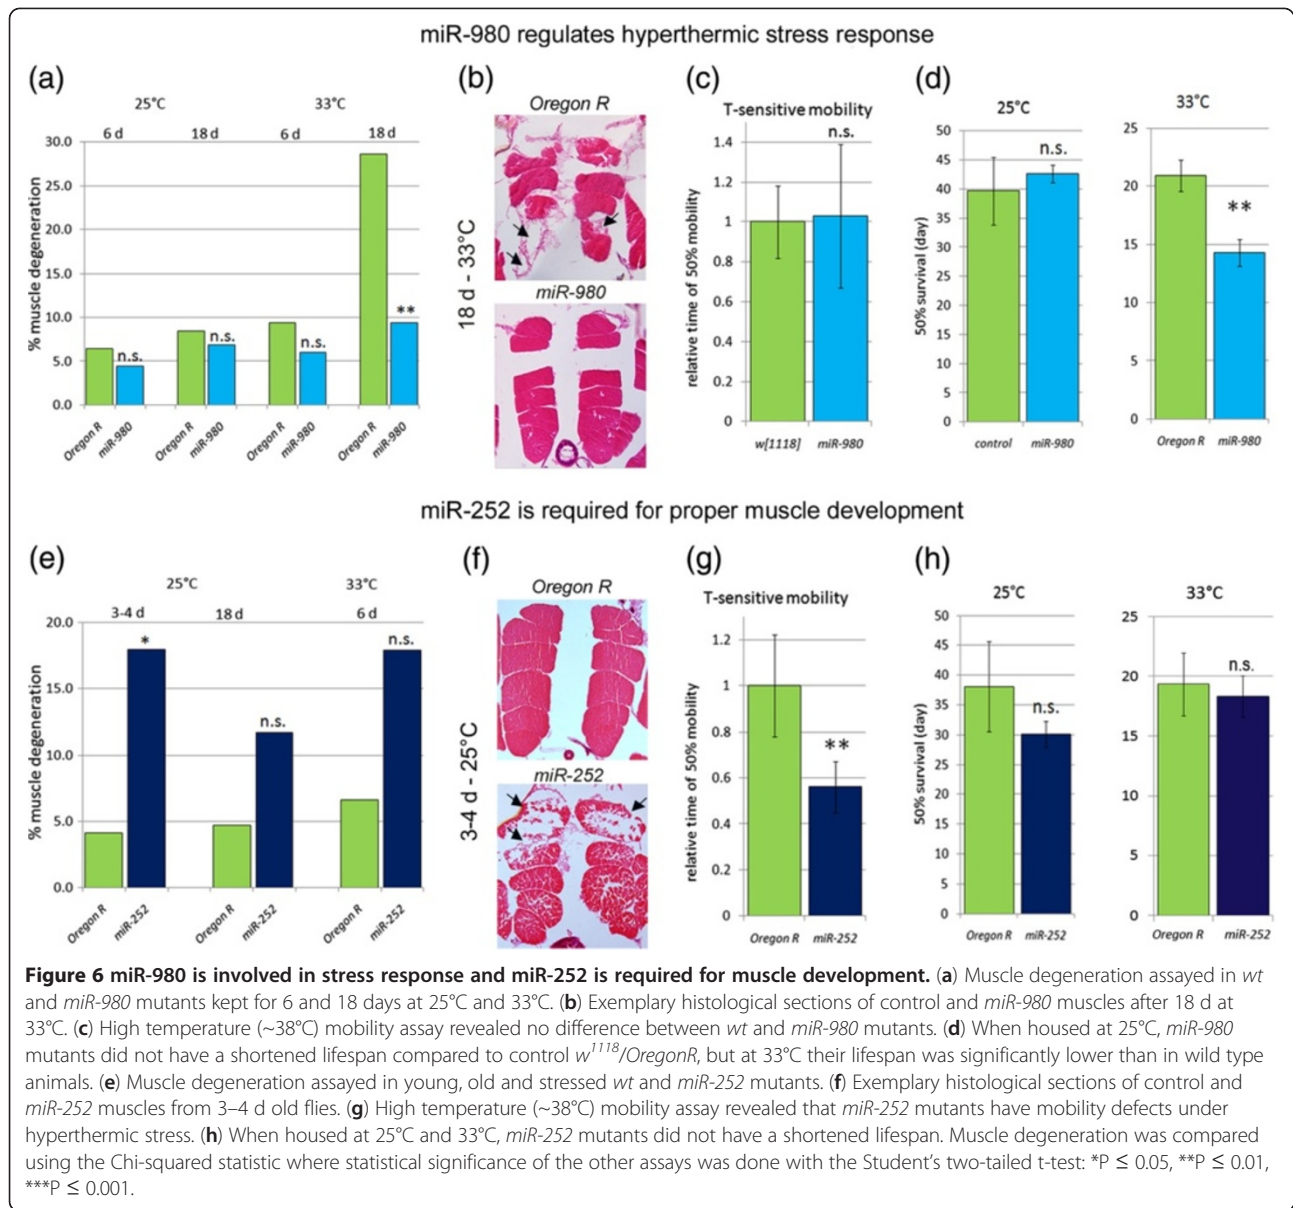 miR-980 regulates hyperthermic stress response
(a)
25°C
33°C
6 d
18 d
6 d
18 d
% muscle degeneration
30.0
25.0
20.0
15.0
10.0
5.0
0.0
n.s.
n.s.
n.s.
**
Oregon R
miR-980
Oregon R
miR-980
Oregon R
miR-980
Oregon R
miR-980
(b)
Oregon R
miR-980
18 d - 33°C
(c)
T-sensitive mobility
relative time of 50% mobility
1.4
1.2
1
0.8
0.6
0.4
0.2
0
n.s.
w[1118]
miR-980
(d)
25°C
50% survival (day)
50
45
40
35
30
25
20
15
10
5
0
n.s.
control
miR-980
33°C
25
20
15
10
5
0
**
Oregon R
miR-980
miR-252 is required for proper muscle development
(e)
25°C
33°C
3-4 d
18 d
6 d
% muscle degeneration
20.0
15.0
10.0
5.0
0.0
*
n.s.
n.s.
Oregon R
miR-252
Oregon R
miR-252
Oregon R
miR-252
(f)
Oregon R
miR-252
3-4 d - 25°C
(g)
T-sensitive mobility
relative time of 50% mobility
1.2
1
0.8
0.6
0.4
0.2
0
**
Oregon R
miR-252
(h)
25°C
50% survival (day)
50
45
40
35
30
25
20
15
10
5
0
n.s.
Oregon R
miR-252
33°C
25
20
15
10
5
0
n.s.
Oregon R
miR-252
Figure 6 miR-980 is involved in stress response and miR-252 is required for muscle development. (a) Muscle degeneration assayed in wt
and miR-980 mutants kept for 6 and 18 days at 25°C and 33°C. (b) Exemplary histological sections of control and miR-980 muscles after 18 d at
33°C. (c) High temperature (~38°C) mobility assay revealed no difference between wt and miR-980 mutants. (d) When housed at 25°C, miR-980
mutants did not have a shortened lifespan compared to control w1118/OregonR, but at 33°C their lifespan was significantly lower than in wild type
animals. (e) Muscle degeneration assayed in young, old and stressed wt and miR-252 mutants. (f) Exemplary histological sections of control and
miR-252 muscles from 3–4 d old flies. (g) High temperature (~38°C) mobility assay revealed that miR-252 mutants have mobility defects under
hyperthermic stress. (h) When housed at 25°C and 33°C, miR-252 mutants did not have a shortened lifespan. Muscle degeneration was compared
using the Chi-squared statistic where statistical significance of the other assays was done with the Student's two-tailed t-test: *P ≤ 0.05, **P ≤ 0.01,
***P ≤ 0.001.